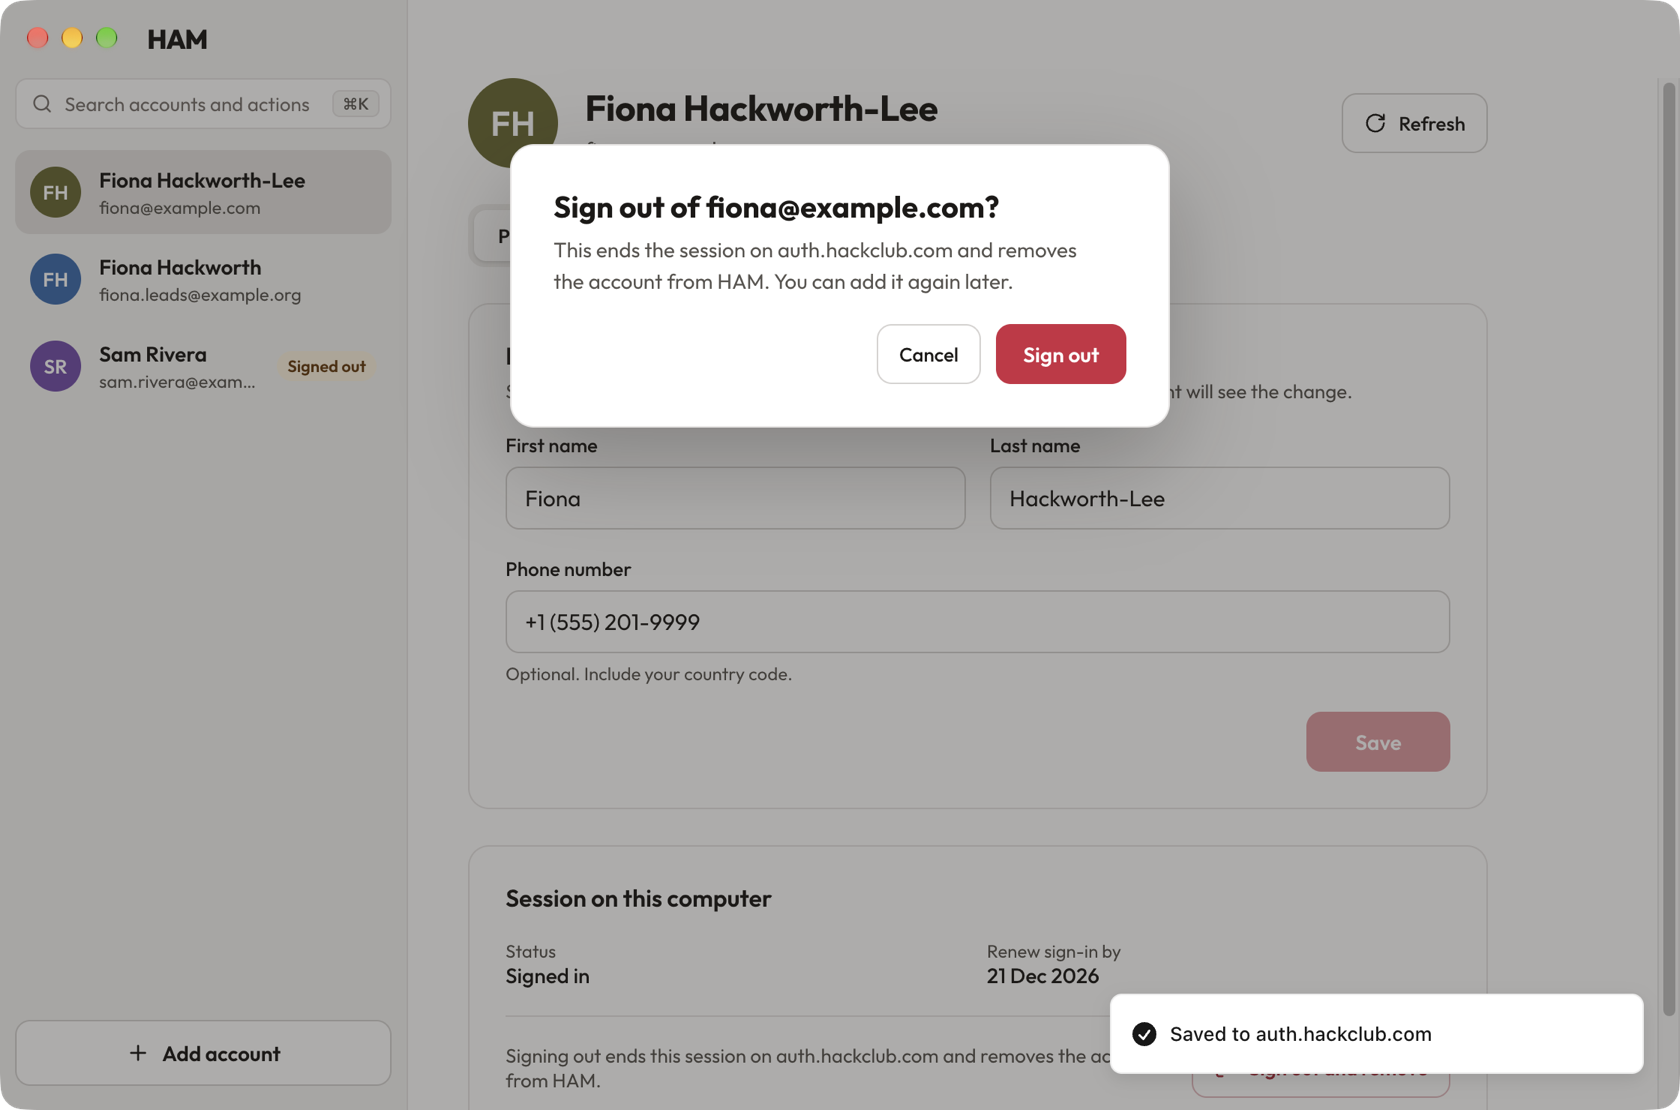 HAM
Search accounts and actions ⌘K
FH
Fiona Hackworth-Lee
fiona@example.com
FH
Fiona Hackworth
fiona.leads@example.org
SR
Sam Rivera
sam.rivera@exam...
Signed out
+ Add account
FH
Fiona Hackworth-Lee
Refresh
Sign out of fiona@example.com?
This ends the session on auth.hackclub.com and removes
the account from HAM. You can add it again later.
Cancel
Sign out
will see the change.
First name
Last name
Fiona
Hackworth-Lee
Phone number
+1 (555) 201-9999
Optional. Include your country code.
Save
Session on this computer
Status
Signed in
Renew sign-in by
21 Dec 2026
Signing out ends this session on auth.hackclub.com and removes the
from HAM.
Saved to auth.hackclub.com